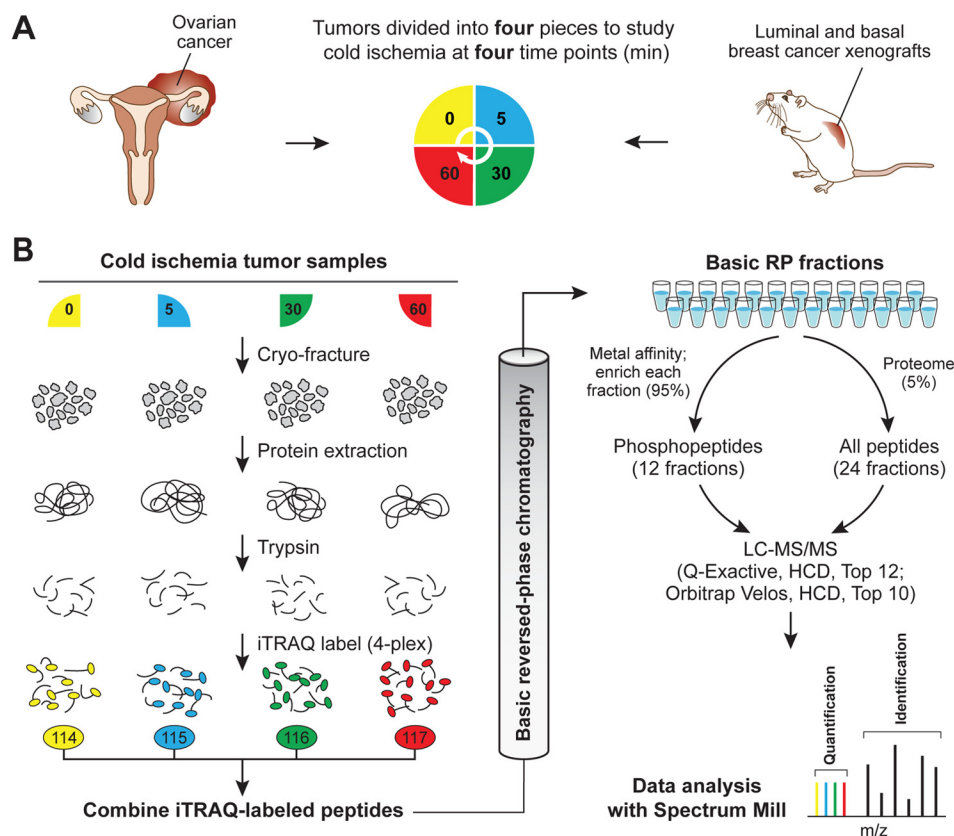 A
Ovarian
cancer
Tumors divided into four pieces to study
cold ischemia at four time points (min)
Luminal and basal
breast cancer xenografts
0
5
60
30
B
Cold ischemia tumor samples
0
5
30
60
Cryo-fracture
Protein extraction
Trypsin
iTRAQ label (4-plex)
114
115
116
117
Combine iTRAQ-labeled peptides
Basic reversed-phase chromatography
Basic RP fractions
Metal affinity;
enrich each
fraction (95%)
Proteome
(5%)
Phosphopeptides
(12 fractions)
All peptides
(24 fractions)
LC-MS/MS
(Q-Exactive, HCD, Top 12;
Orbitrap Velos, HCD, Top 10)
Quantification
Identification
Data analysis
with Spectrum Mill
m/z